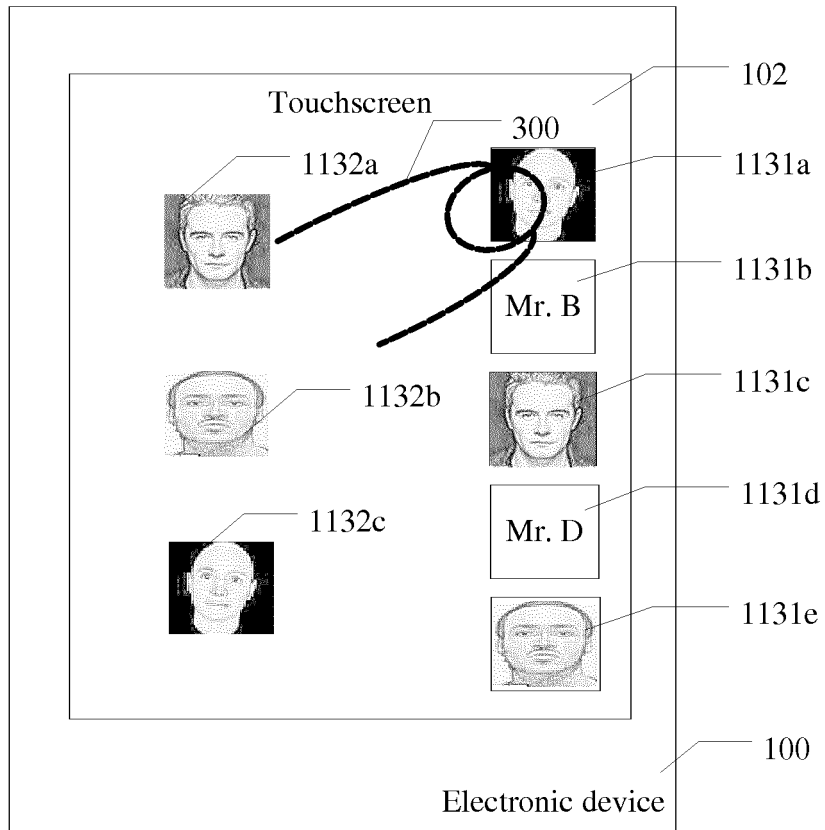 102
Touchscreen
300
1132a
1131a
1131b
Mr. B
1131c
1132b
1131d
1132c
Mr. D
1131e
100
Electronic device